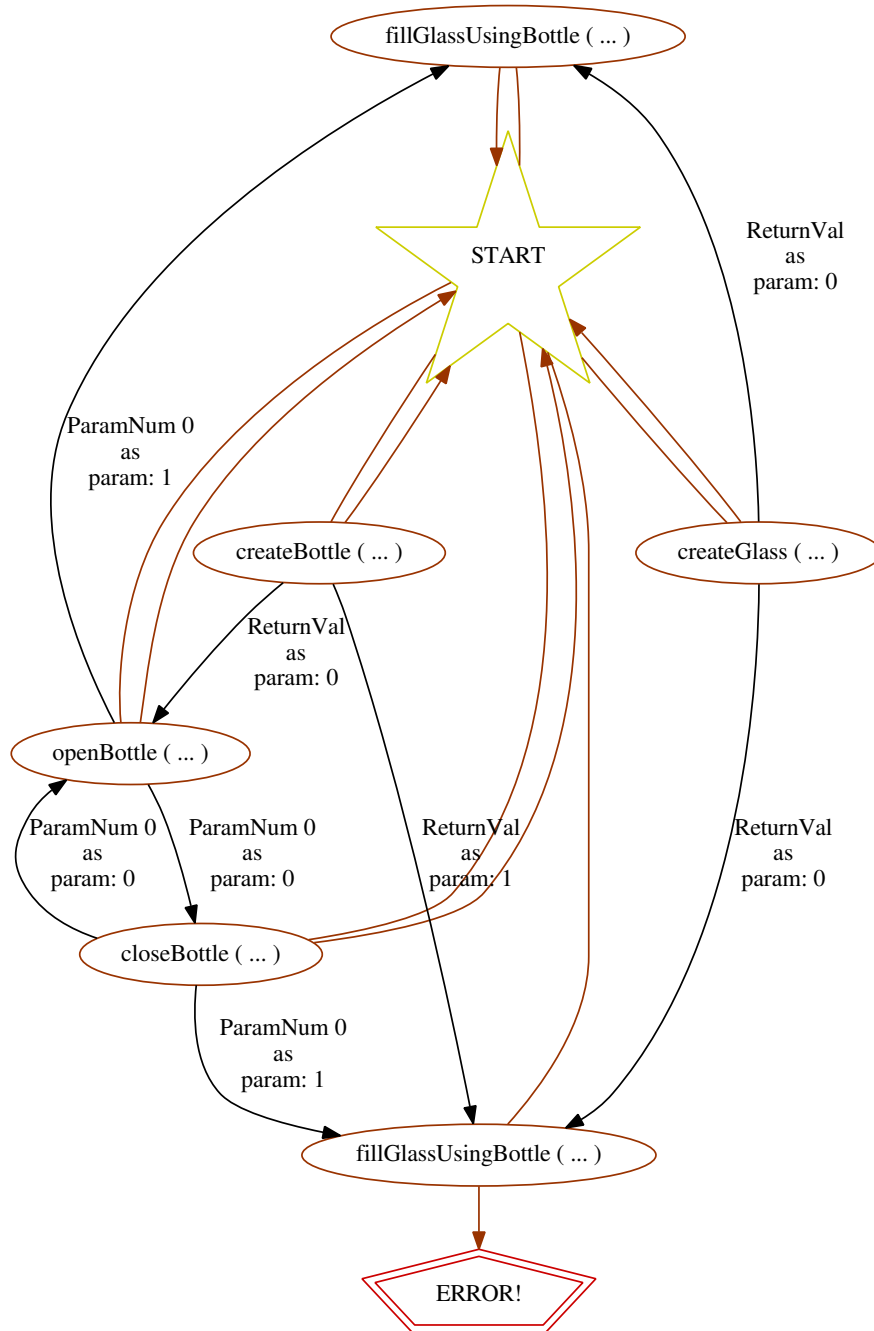 fillGlassUsingBottle ( ... )
START
ReturnVal
as
param: 0
ParamNum 0
as
param: 1
createBottle ( ... )
createGlass ( ... )
ReturnVal
as
param: 0
openBottle ( ... )
ParamNum 0
as
param: 0
ParamNum 0
as
param: 0
ReturnVal
as
param: 1
ReturnVal
as
param: 0
closeBottle ( ... )
ParamNum 0
as
param: 1
fillGlassUsingBottle ( ... )
ERROR!